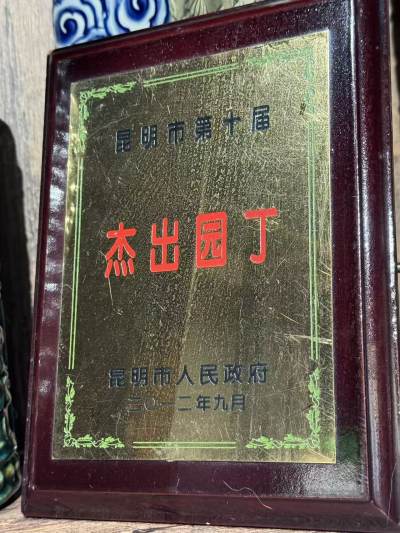 昆明市第十届
杰出园丁
昆明市人民政府
二〇一二年九月